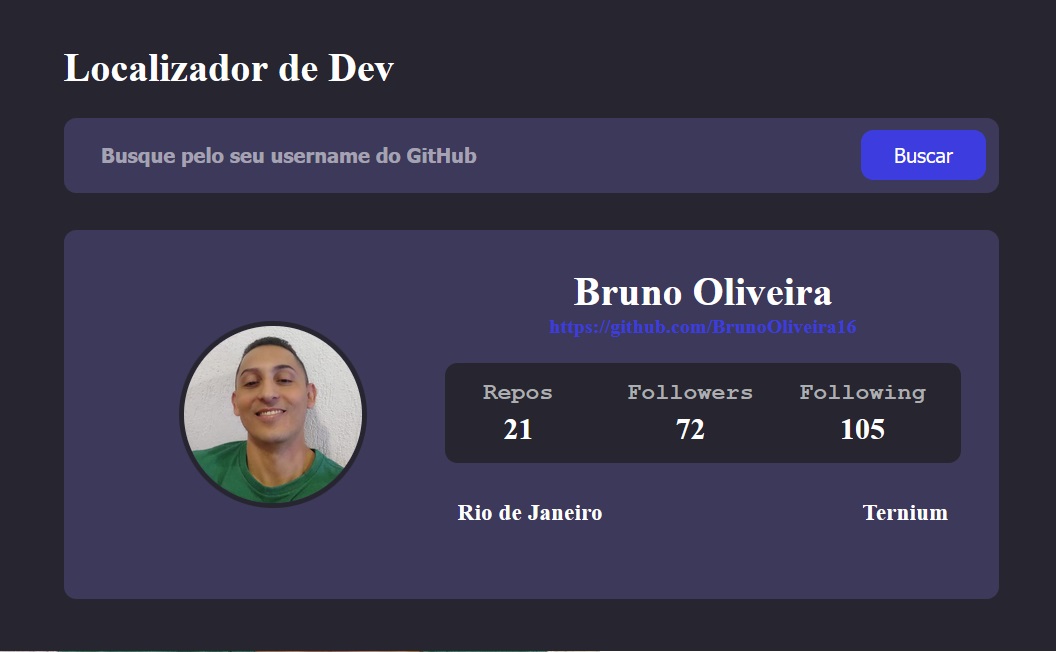 Localizador de Dev
Busque pelo seu username do GitHub
Buscar
Bruno Oliveira
https://github.com/BrunoOliveira16
Repos Followers Following
21 72 105
Rio de Janeiro Ternium